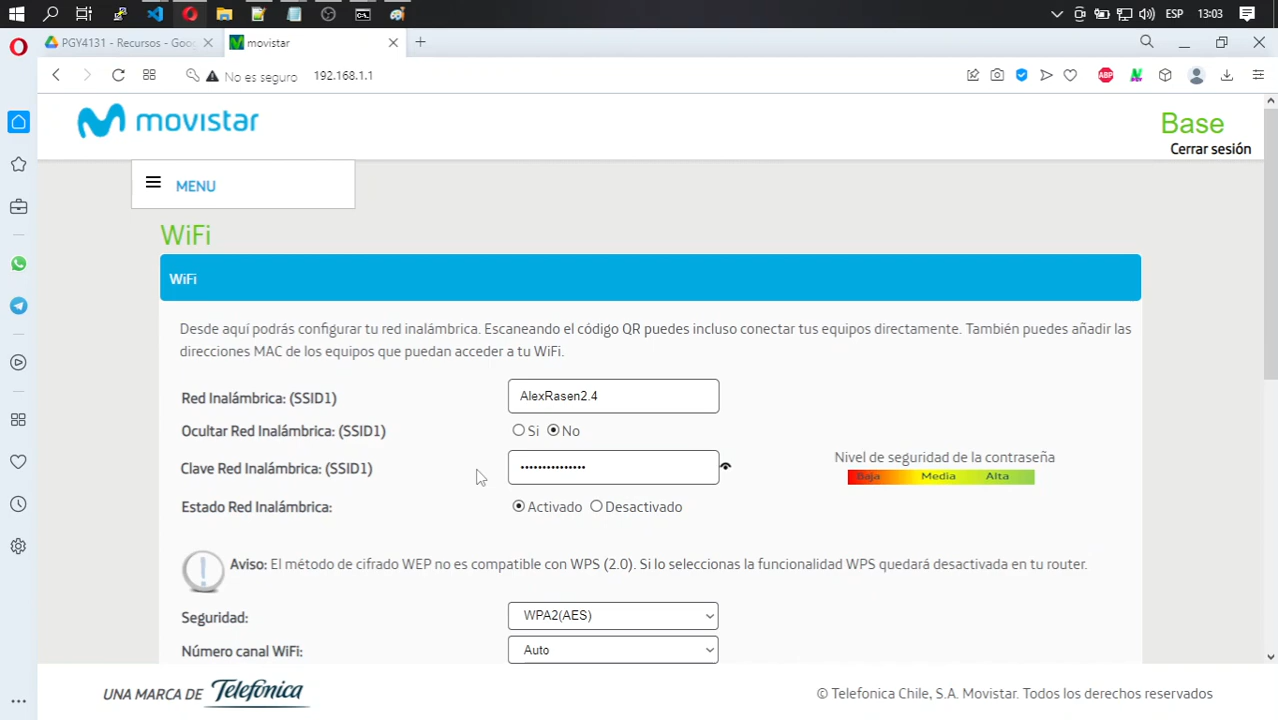 ESP 13:03
PGY4131 - Recursos - Goo
movistar
No es seguro 192.168.1.1
ABP
movistar
Base
Cerrar sesión
MENU
WiFi
WiFi
Desde aquí podrás configurar tu red inalámbrica. Escaneando el código QR puedes incluso conectar tus equipos directamente. También puedes añadir las
direcciones MAC de los equipos que puedan acceder a tu WiFi.
Red Inalámbrica: (SSID1) AlexRasen2.4
Ocultar Red Inalámbrica: (SSID1) Si No
Clave Red Inalámbrica: (SSID1) •••••••••••••••
Nivel de seguridad de la contraseña
Baja Media Alta
Estado Red Inalámbrica: Activado Desactivado
Aviso: El método de cifrado WEP no es compatible con WPS (2.0). Si lo seleccionas la funcionalidad WPS quedará desactivada en tu router.
Seguridad: WPA2(AES)
Número canal WiFi: Auto
UNA MARCA DE Telefónica
© Telefonica Chile, S.A. Movistar. Todos los derechos reservados